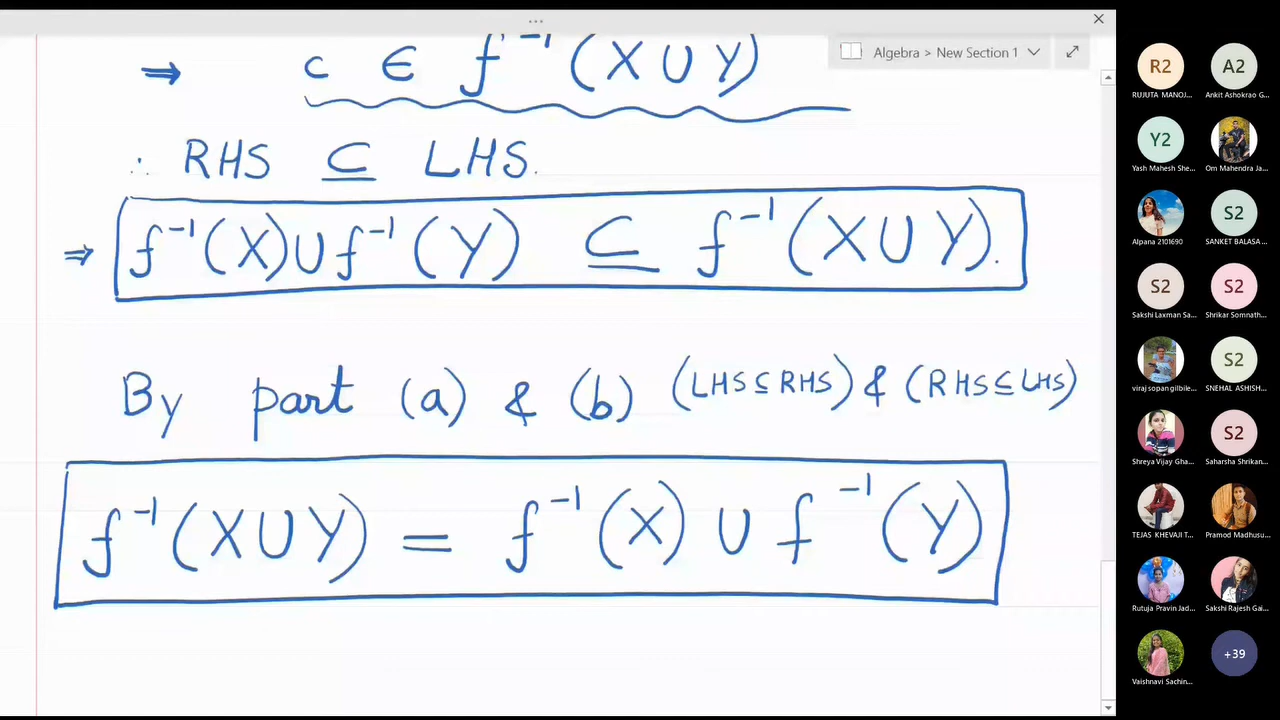 ...
Algebra > New Section 1
⇒ c ∈ f⁻¹(X∪Y)
∴ RHS ⊆ LHS.
⇒ f⁻¹(X)∪f⁻¹(Y) ⊆ f⁻¹(X∪Y).
By part (a) & (b) (LHS⊆RHS) & (RHS⊆LHS)
f⁻¹(X∪Y) = f⁻¹(X) ∪ f⁻¹(Y)
R2 A2
RUJUTA MANOJ... Ankit Ashokrao G...
Y2
Yash Mahesh She... Om Mahendra Ja...
S2
Alpana 2101690 SANKET BALASA ...
S2 S2
Sakshi Laxman Sa... Shrikar Somnath...
S2
viraj sopan gilbile... SNEHAL ASHISH...
S2
Shreya Vijay Gha... Saharsha Shrikan...
TEJAS KHEVAJI T... Pramod Madhusu...
Rutuja Pravin Jad... Sakshi Rajesh Gai...
+39
Vaishnavi Sachin...